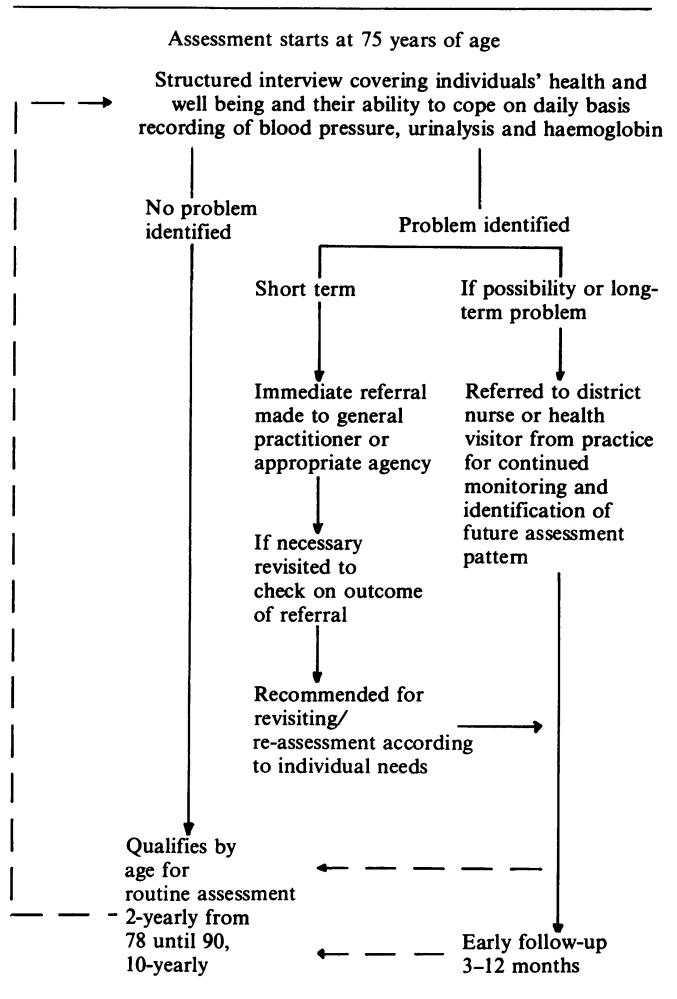 Assessment starts at 75 years of age
Structured interview covering individuals' health and
well being and their ability to cope on daily basis
recording of blood pressure, urinalysis and haemoglobin
No problem
identified
Problem identified
Short term
If possibility or long-
term problem
Immediate referral
made to general
practitioner or
appropriate agency
Referred to district
nurse or health
visitor from practice
for continued
monitoring and
identification of
future assessment
pattern
If necessary
revisited to
check on outcome
of referral
Recommended for
revisiting/
re-assessment according
to individual needs
Qualifies by
age for
routine assessment
2-yearly from
78 until 90,
10-yearly
Early follow-up
3–12 months